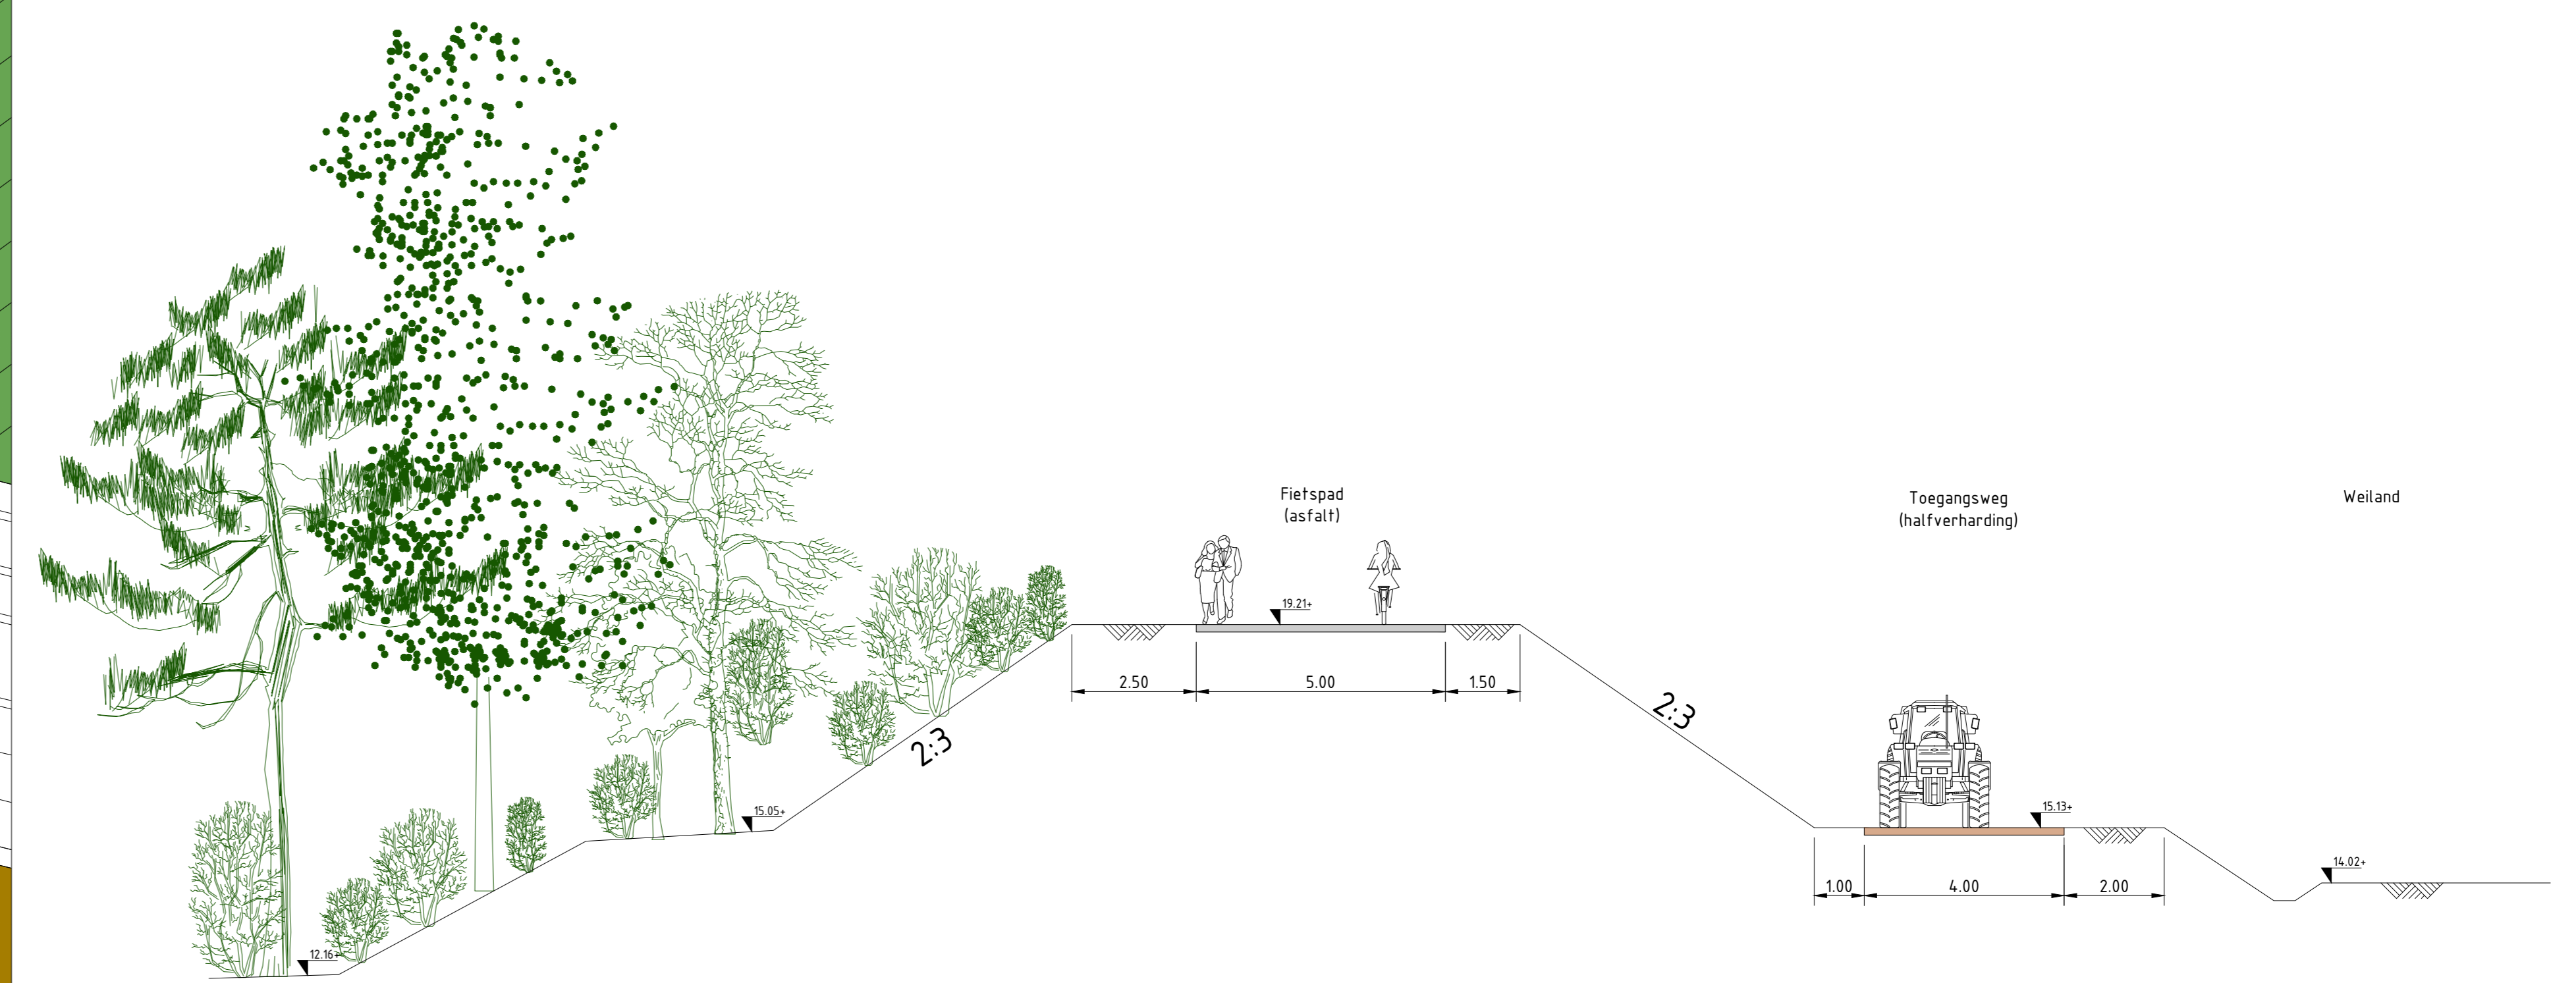 Fietspad
(asfalt)
Toegangsweg
(halfverharding)
Weiland
19.21+
2.50
5.00
1.50
2:3
2:3
15.05+
15.13+
14.02+
1.00
4.00
2.00
12.16+